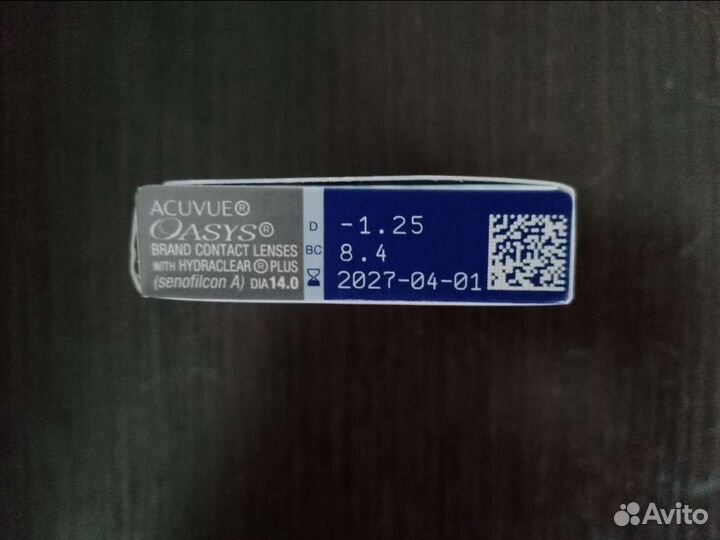 ACUVUE®
OASYS®
BRAND CONTACT LENSES
WITH HYDRACLEAR® PLUS
(senofilcon A) DIA14.0
D -1.25
BC 8.4
2027-04-01
Avito